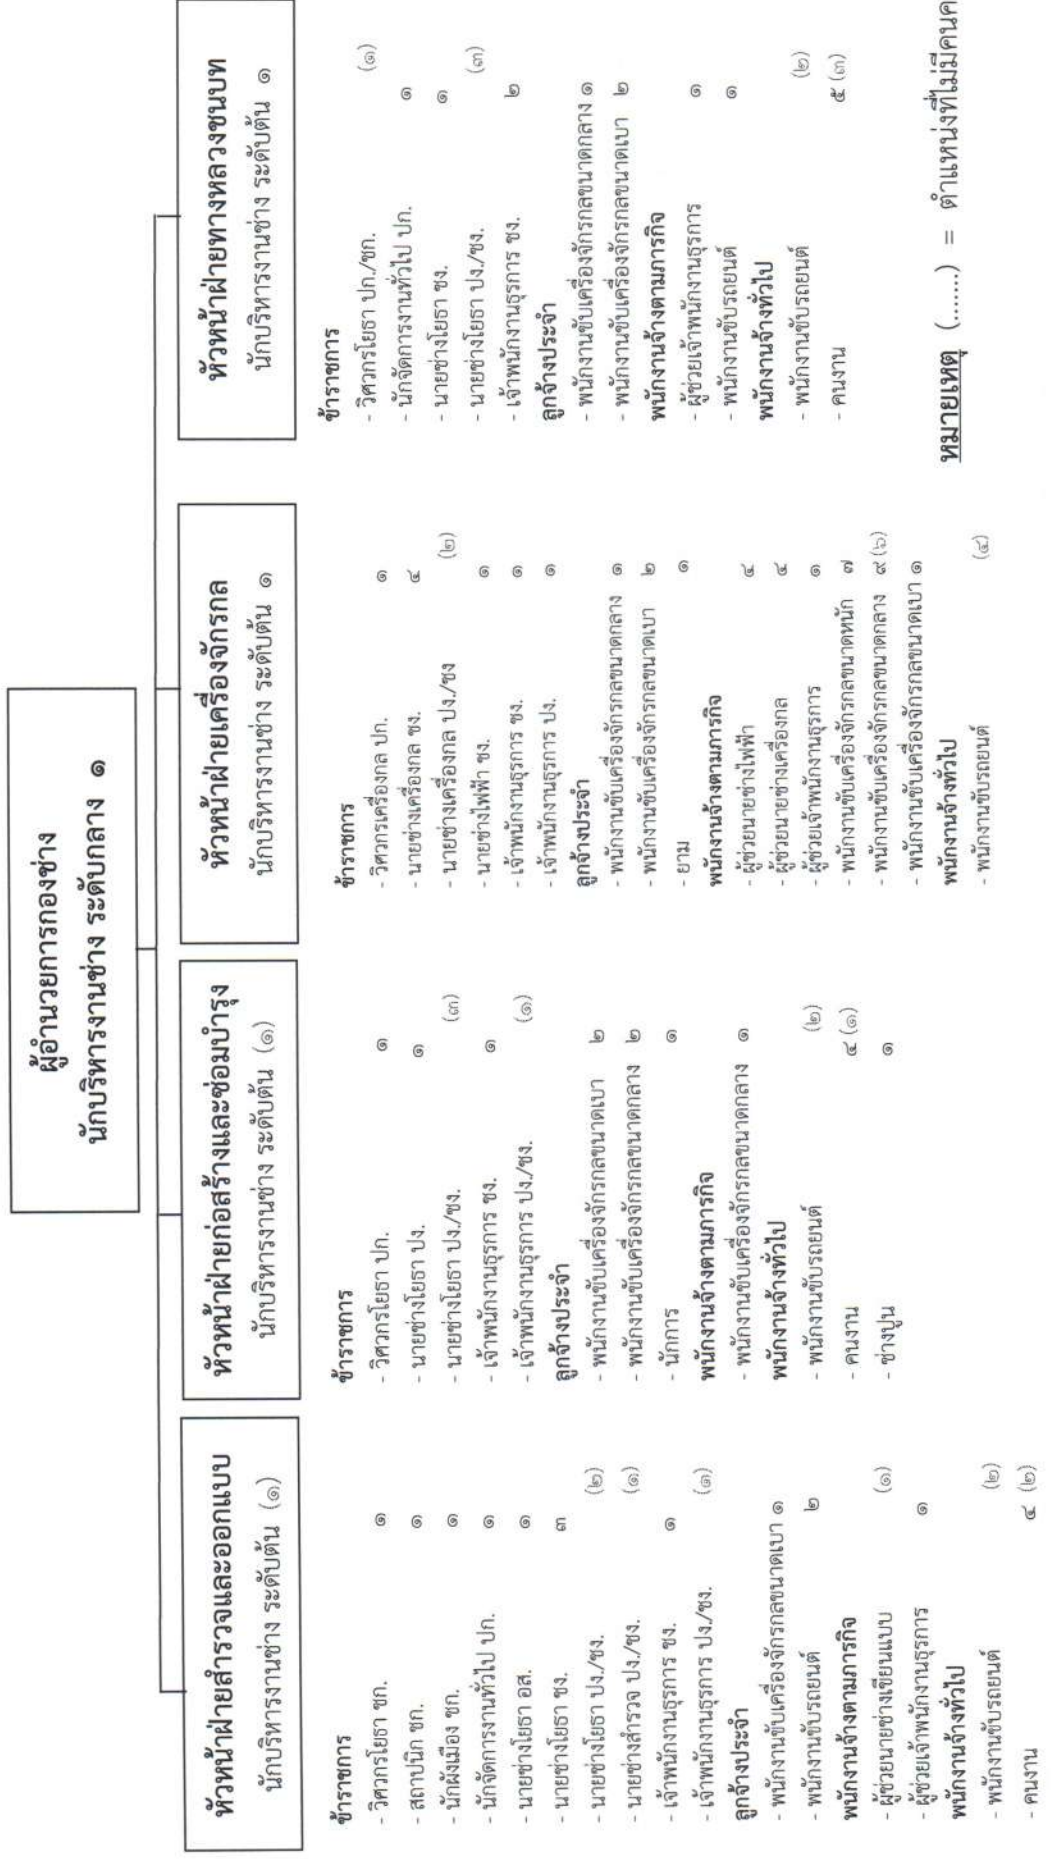 ผู้อำนวยการกองช่าง
นักบริหารงานช่าง ระดับกลาง ๑
หัวหน้าฝ่ายสำรวจและออกแบบ
นักบริหารงานช่าง ระดับต้น (๑)
ข้าราชการ
- วิศวกรโยธา ชก. ๑
- สถาปนิก ชก. ๑
- นักผังเมือง ชก. ๑
- นักจัดการงานทั่วไป ปก. ๑
- นายช่างโยธา อส. ๑
- นายช่างโยธา ชง. ๓
- นายช่างโยธา ปง./ชง. (๒)
- นายช่างสำรวจ ปง./ชง. (๑)
- เจ้าพนักงานธุรการ ชง. ๑
- เจ้าพนักงานธุรการ ปง./ชง. (๑)
ลูกจ้างประจำ
- พนักงานขับเครื่องจักรกลขนาดเบา ๑
- พนักงานขับรถยนต์ ๒
พนักงานจ้างตามภารกิจ
- ผู้ช่วยนายช่างเขียนแบบ (๑)
- ผู้ช่วยเจ้าพนักงานธุรการ ๑
พนักงานจ้างทั่วไป
- พนักงานขับรถยนต์ (๒)
- คนงาน ๔ (๒)
หัวหน้าฝ่ายก่อสร้างและซ่อมบำรุง
นักบริหารงานช่าง ระดับต้น (๑)
ข้าราชการ
- วิศวกรโยธา ปก. ๑
- นายช่างโยธา ปง. ๑
- นายช่างโยธา ปง./ชง. (๓)
- เจ้าพนักงานธุรการ ชง. ๑
- เจ้าพนักงานธุรการ ปง./ชง. (๑)
ลูกจ้างประจำ
- พนักงานขับเครื่องจักรกลขนาดเบา ๒
- พนักงานขับเครื่องจักรกลขนาดกลาง ๒
- นักการ ๑
พนักงานจ้างตามภารกิจ
- พนักงานขับเครื่องจักรกลขนาดกลาง ๑
พนักงานจ้างทั่วไป
- พนักงานขับรถยนต์ (๒)
- คนงาน ๔ (๑)
- ช่างปูน ๑
หัวหน้าฝ่ายเครื่องจักรกล
นักบริหารงานช่าง ระดับต้น ๑
ข้าราชการ
- วิศวกรเครื่องกล ปก. ๑
- นายช่างเครื่องกล ชง. ๔
- นายช่างเครื่องกล ปง./ชง (๒)
- นายช่างไฟฟ้า ชง. ๑
- เจ้าพนักงานธุรการ ชง. ๑
- เจ้าพนักงานธุรการ ปง. ๑
ลูกจ้างประจำ
- พนักงานขับเครื่องจักรกลขนาดกลาง ๑
- พนักงานขับเครื่องจักรกลขนาดเบา ๒
- ยาม ๑
พนักงานจ้างตามภารกิจ
- ผู้ช่วยนายช่างไฟฟ้า ๔
- ผู้ช่วยนายช่างเครื่องกล ๔
- ผู้ช่วยเจ้าพนักงานธุรการ ๑
- พนักงานขับเครื่องจักรกลขนาดหนัก ๗
- พนักงานขับเครื่องจักรกลขนาดกลาง ๙ (๖)
- พนักงานขับเครื่องจักรกลขนาดเบา ๑
พนักงานจ้างทั่วไป
- พนักงานขับรถยนต์ (๔)
หัวหน้าฝ่ายทางหลวงชนบท
นักบริหารงานช่าง ระดับต้น ๑
ข้าราชการ
- วิศวกรโยธา ปก./ชก. (๑)
- นักจัดการงานทั่วไป ปก. ๑
- นายช่างโยธา ชง. ๑
- นายช่างโยธา ปง./ชง. (๓)
- เจ้าพนักงานธุรการ ชง. ๒
ลูกจ้างประจำ
- พนักงานขับเครื่องจักรกลขนาดกลาง ๑
- พนักงานขับเครื่องจักรกลขนาดเบา ๒
พนักงานจ้างตามภารกิจ
- ผู้ช่วยเจ้าพนักงานธุรการ ๑
- พนักงานขับรถยนต์ ๑
พนักงานจ้างทั่วไป
- พนักงานขับรถยนต์ (๒)
- คนงาน ๕ (๓)
หมายเหตุ (.......) = ตำแหน่งที่ไม่มีคนค